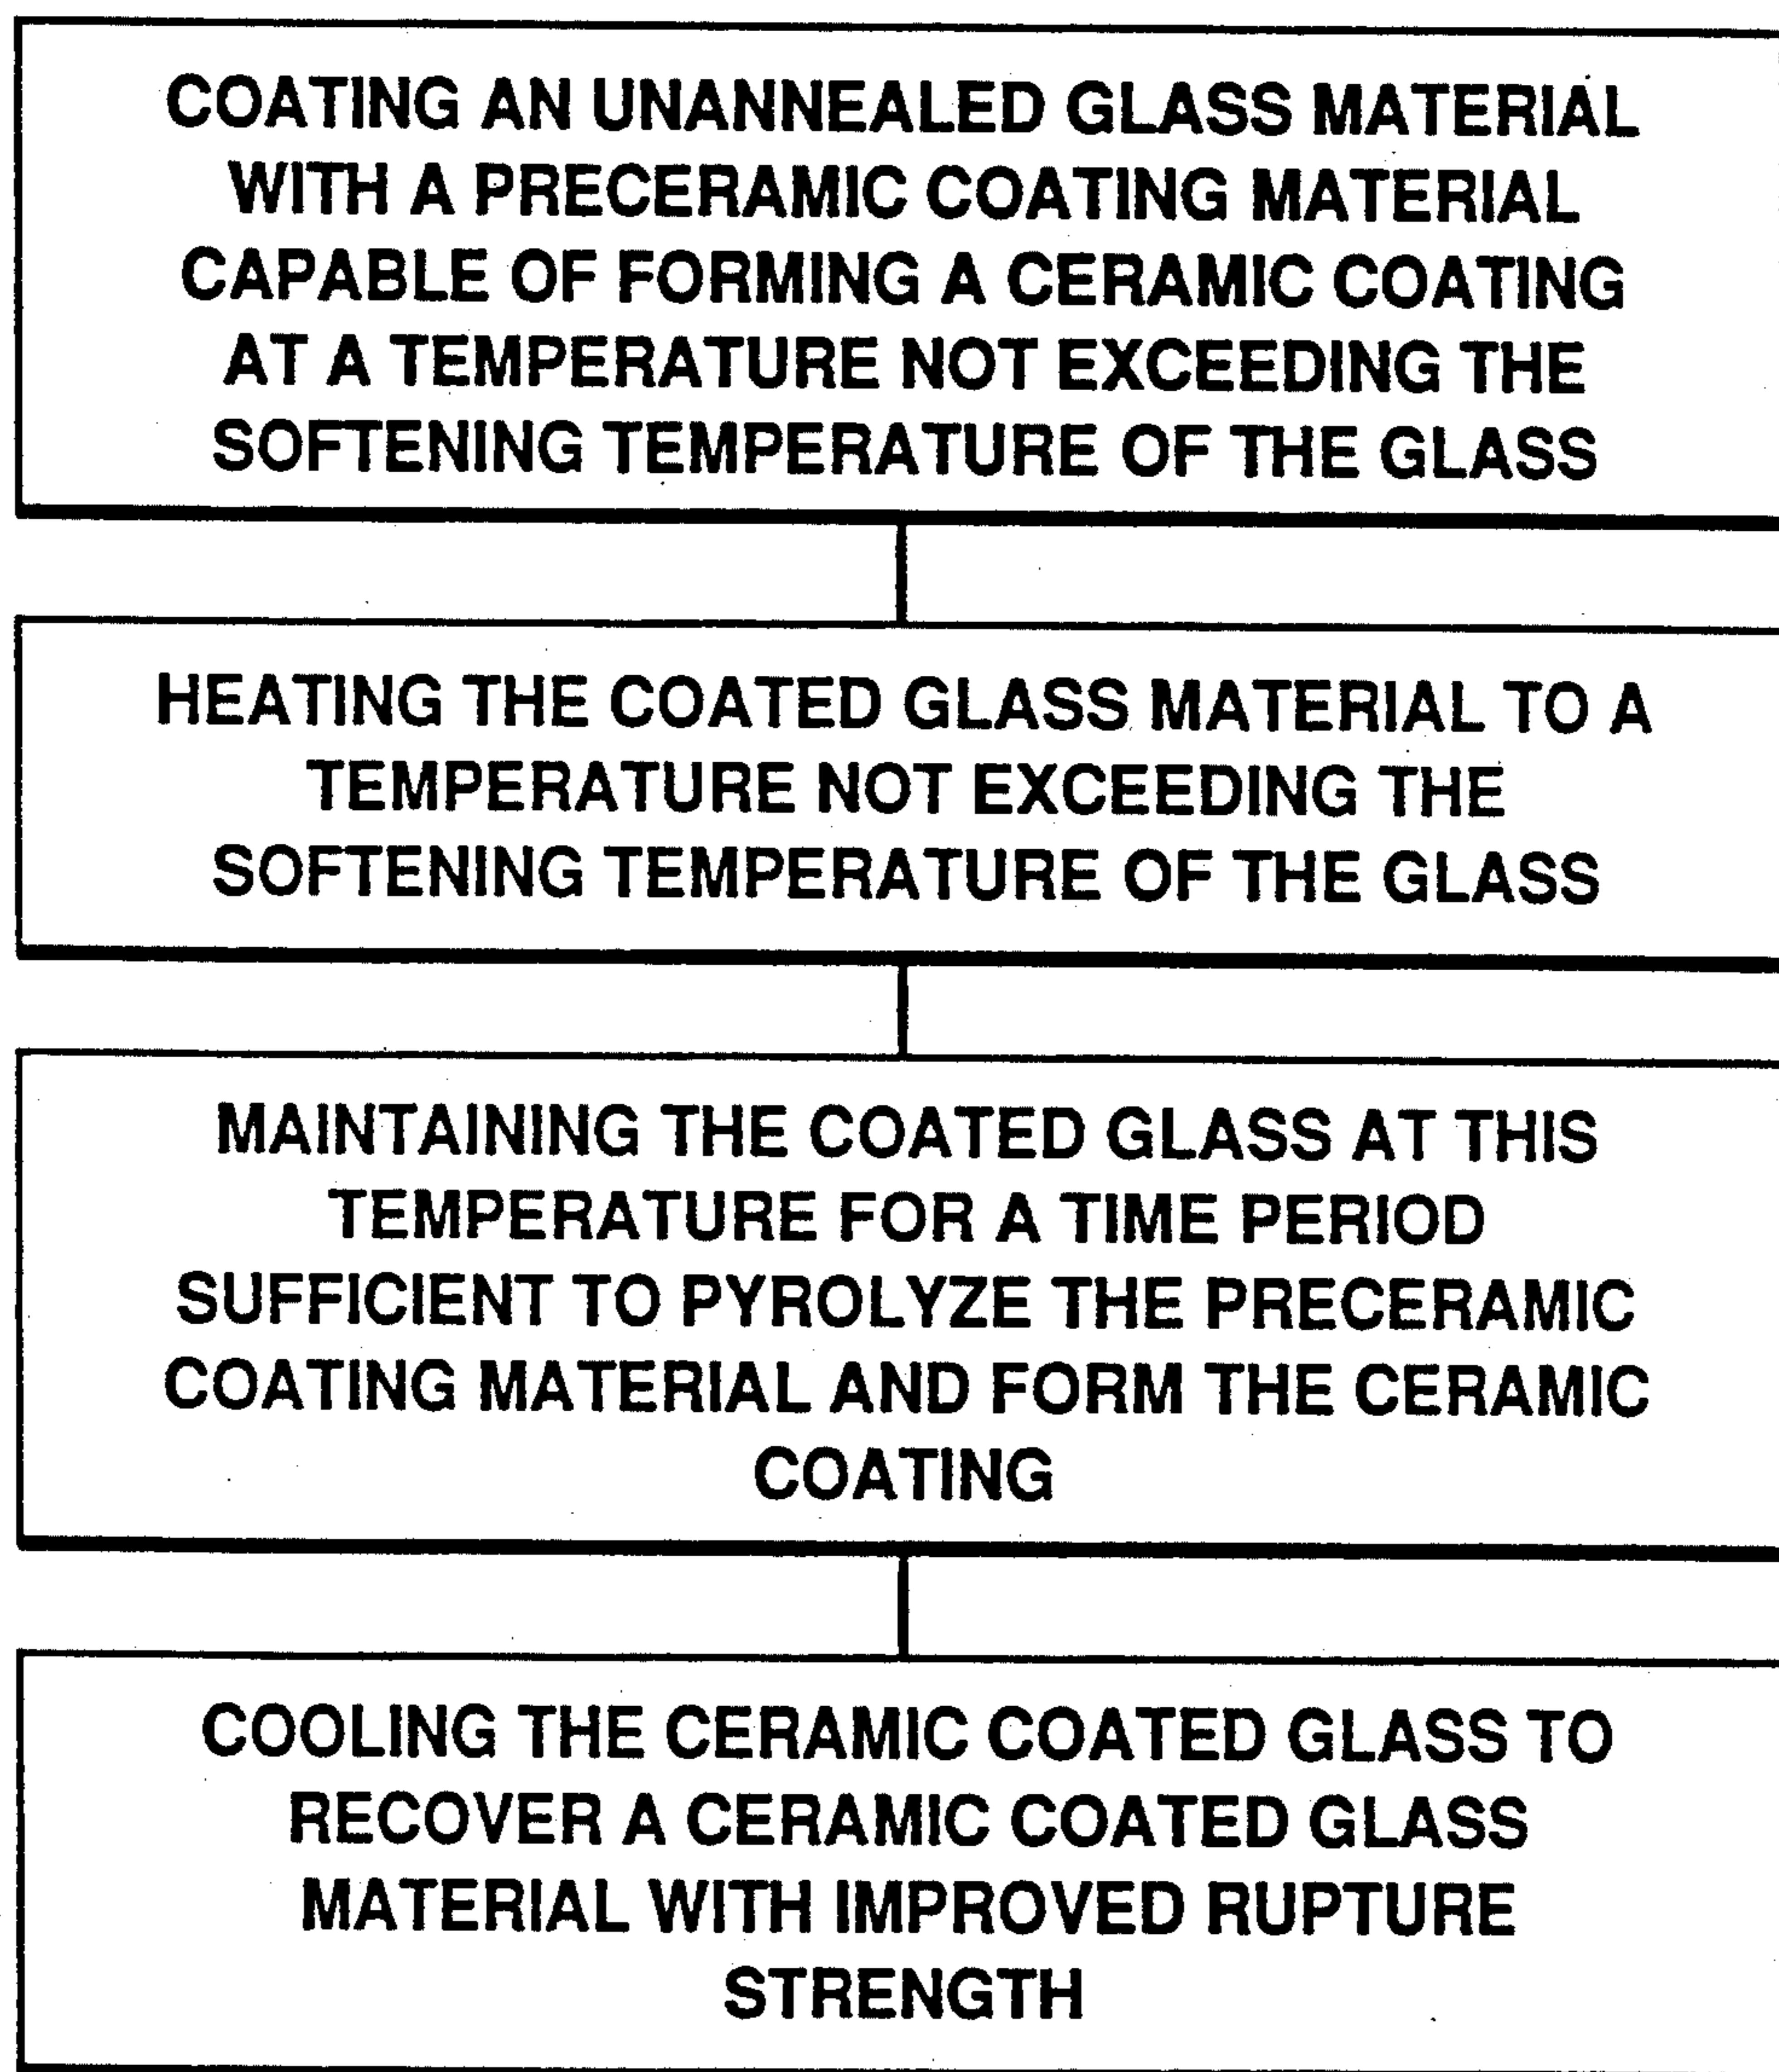 COATING AN UNANNEALED GLASS MATERIAL
WITH A PRECERAMIC COATING MATERIAL
CAPABLE OF FORMING A CERAMIC COATING
AT A TEMPERATURE NOT EXCEEDING THE
SOFTENING TEMPERATURE OF THE GLASS
HEATING THE COATED GLASS MATERIAL TO A
TEMPERATURE NOT EXCEEDING THE
SOFTENING TEMPERATURE OF THE GLASS
MAINTAINING THE COATED GLASS AT THIS
TEMPERATURE FOR A TIME PERIOD
SUFFICIENT TO PYROLYZE THE PRECERAMIC
COATING MATERIAL AND FORM THE CERAMIC
COATING
COOLING THE CERAMIC COATED GLASS TO
RECOVER A CERAMIC COATED GLASS
MATERIAL WITH IMPROVED RUPTURE
STRENGTH